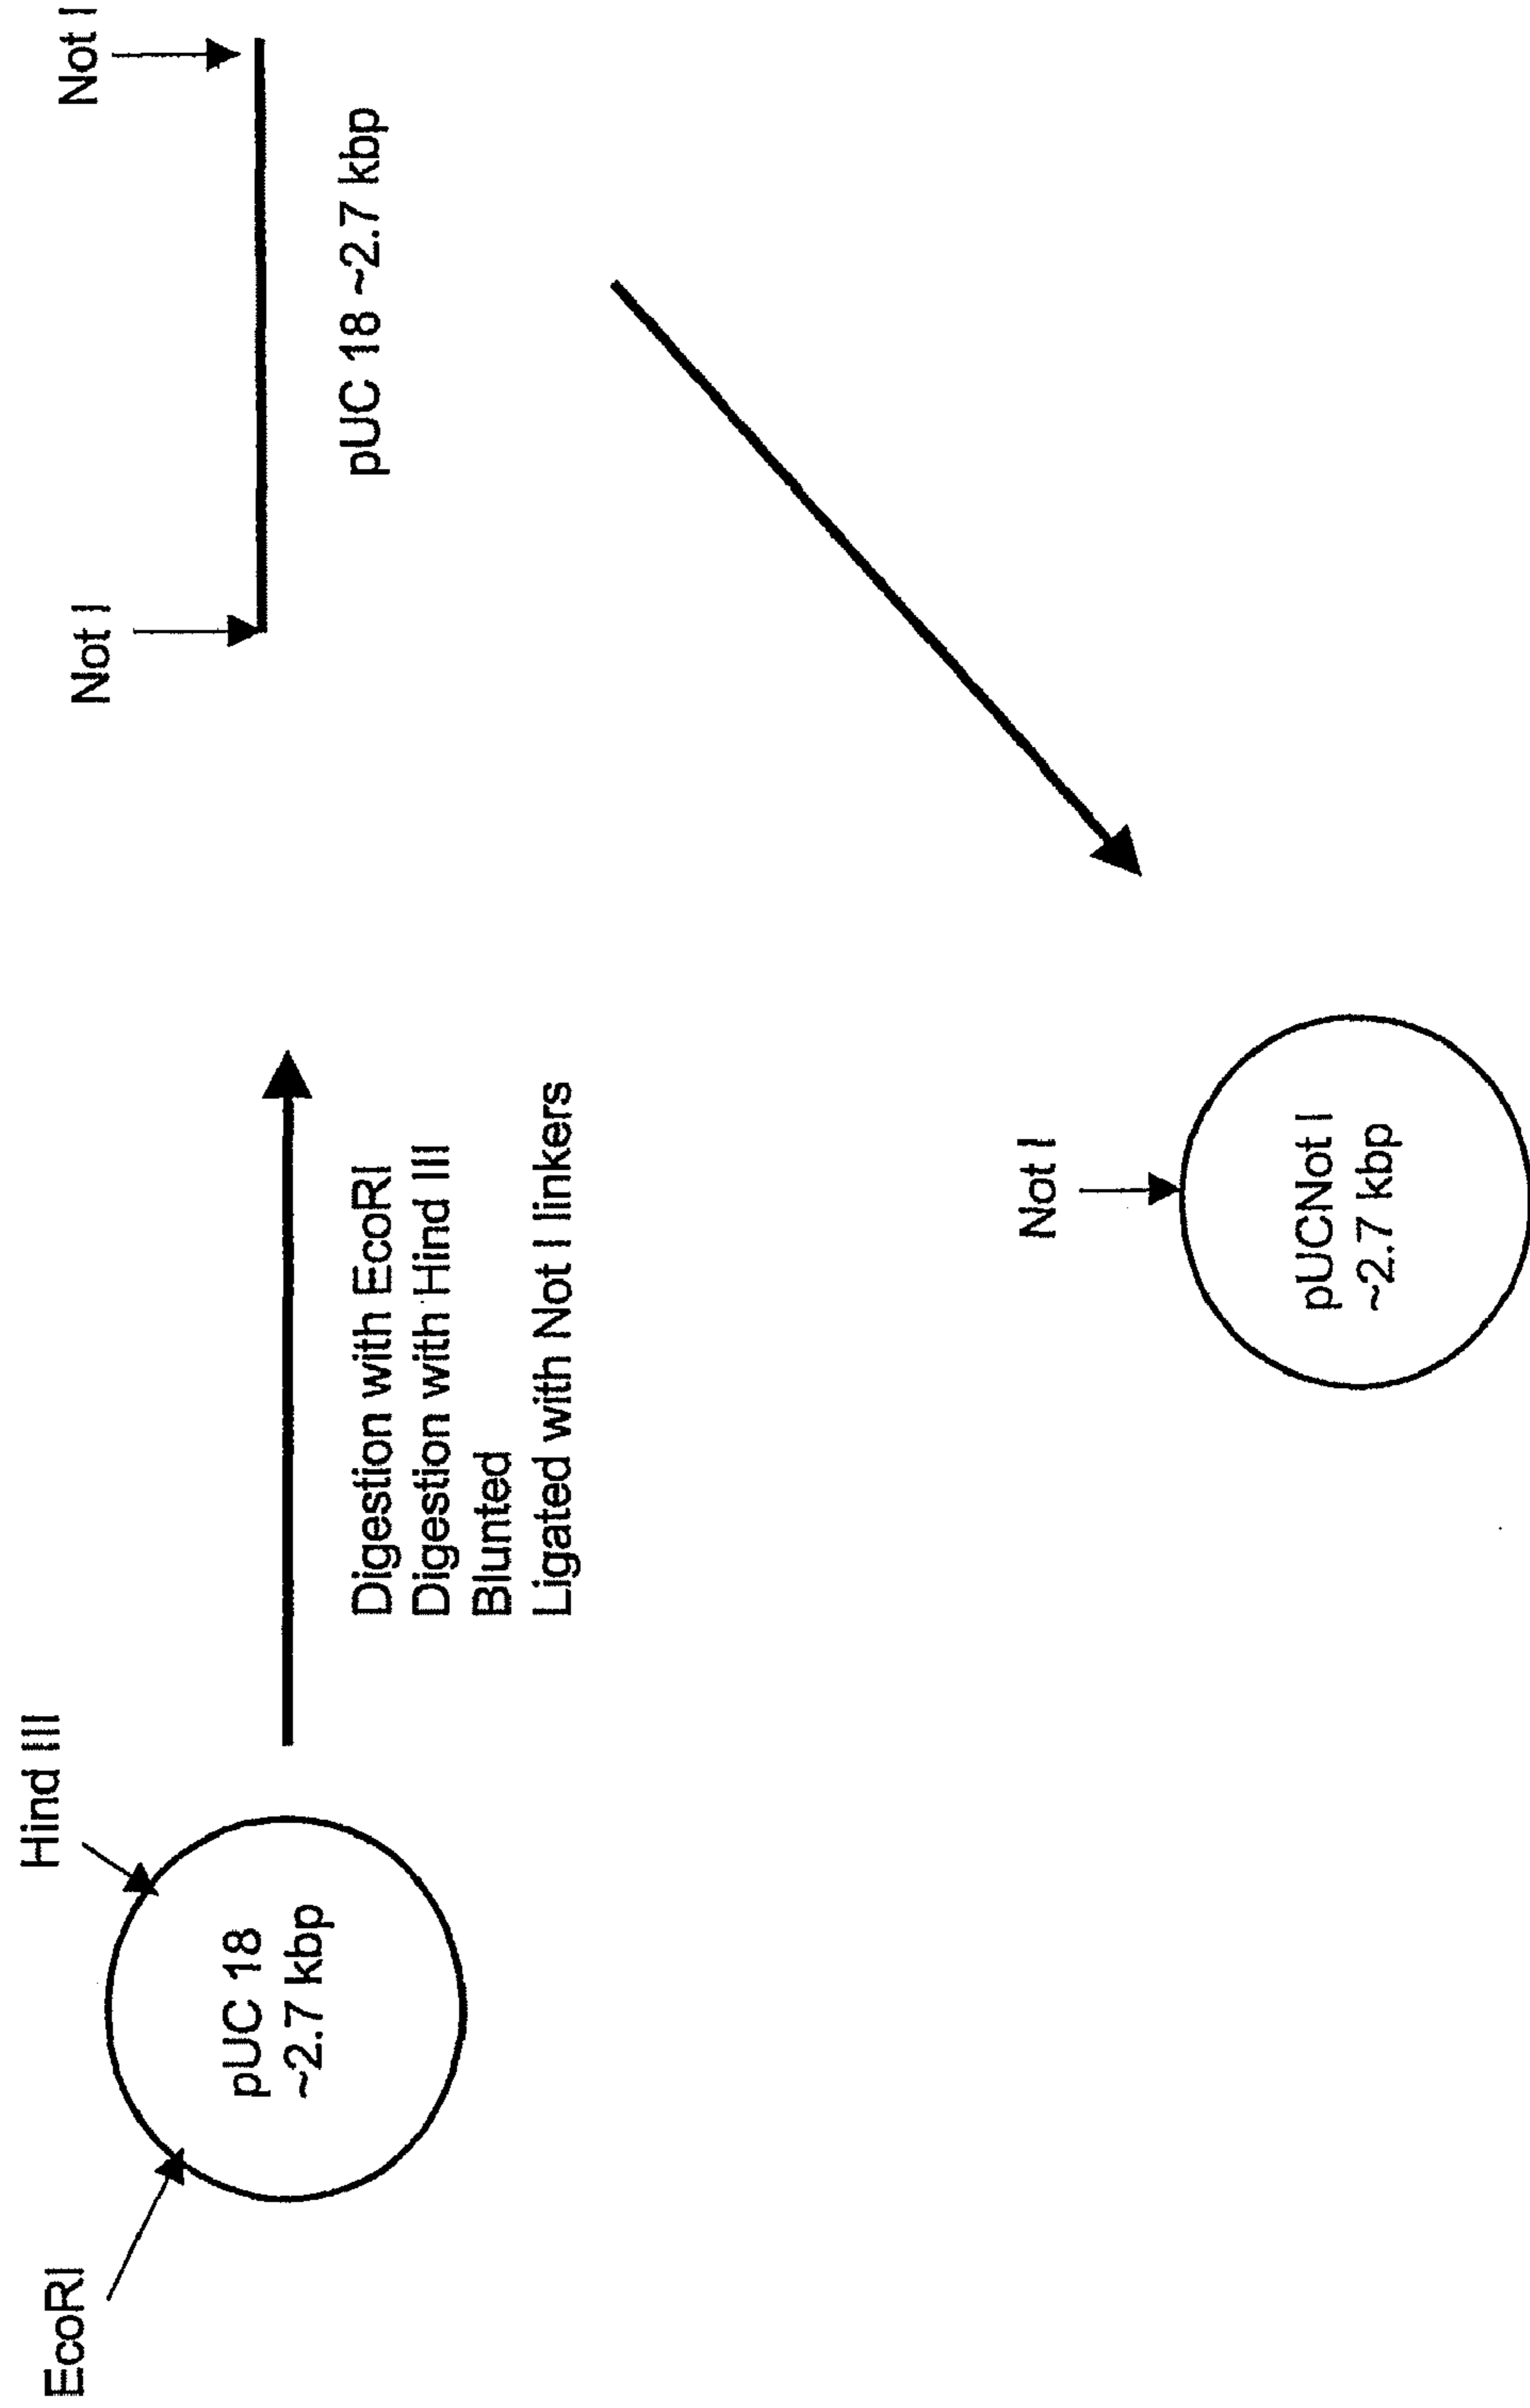 EcoRI
Hind III
pUC 18
~2.7 kbp
Digestion with EcoRI
Digestion with Hind III
Blunted
Ligated with Not I linkers
Not I
Not I
pUC 18 ~2.7 kbp
Not I
pUCNot I
~2.7 kbp